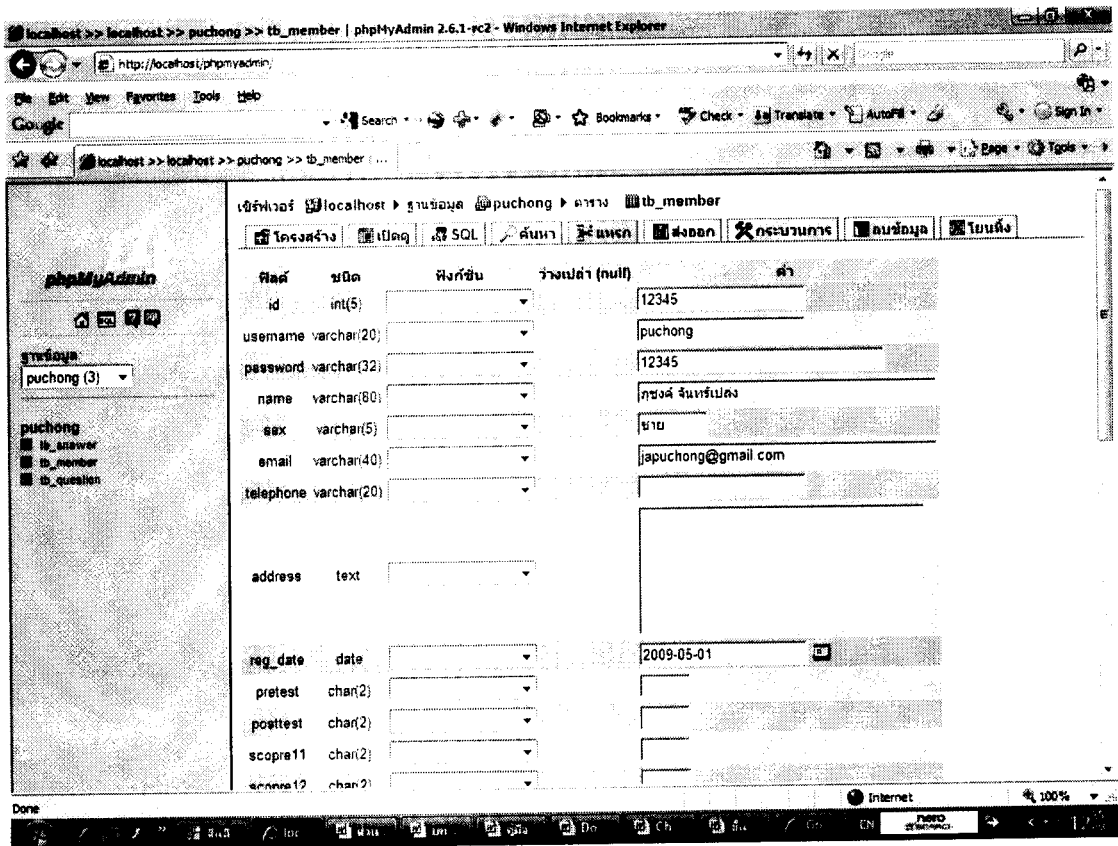 localhost >> localhost >> puchong >> tb_member | phpMyAdmin 2.6.1-rc2 - Windows Internet Explorer
http://localhost/phpmyadmin/
Google
File Edit View Favorites Tools Help
Google Search Bookmarks Check Translate AutoFill Sign In
localhost >> localhost >> puchong >> tb_member | ... Page Tools
เซิร์ฟเวอร์ localhost ▶ ฐานข้อมูล puchong ▶ ตาราง tb_member
โครงสร้าง เปิดดู SQL ค้นหา แทรก ส่งออก กระบวนการ ลบข้อมูล โยนทิ้ง
phpMyAdmin
ฐานข้อมูล
puchong (3)
puchong
tb_answer
tb_member
tb_question
ฟิลด์ ชนิด ฟังก์ชั่น ว่างเปล่า (null) ค่า
id int(5) 12345
username varchar(20) puchong
password varchar(32) 12345
name varchar(80) ภุชงค์ จันทร์เปล่ง
sex varchar(5) ชาย
email varchar(40) japuchong@gmail com
telephone varchar(20)
address text
reg_date date 2009-05-01
pretest char(2)
posttest char(2)
scopre11 char(2)
scopre12 char(2)
Done Internet 100%
Do Ch EN nero